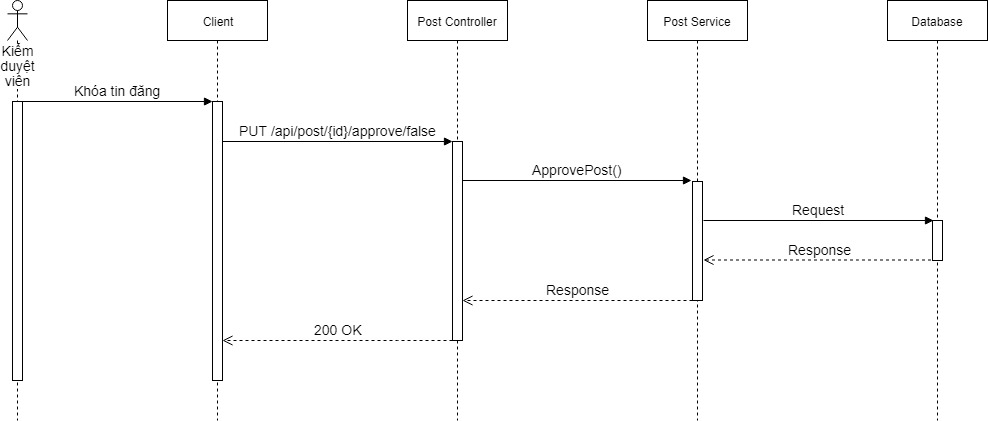 Client
Post Controller
Post Service
Database
Kiểm
duyệt
viên
Khóa tin đăng
PUT /api/post/{id}/approve/false
ApprovePost()
Request
Response
Response
200 OK